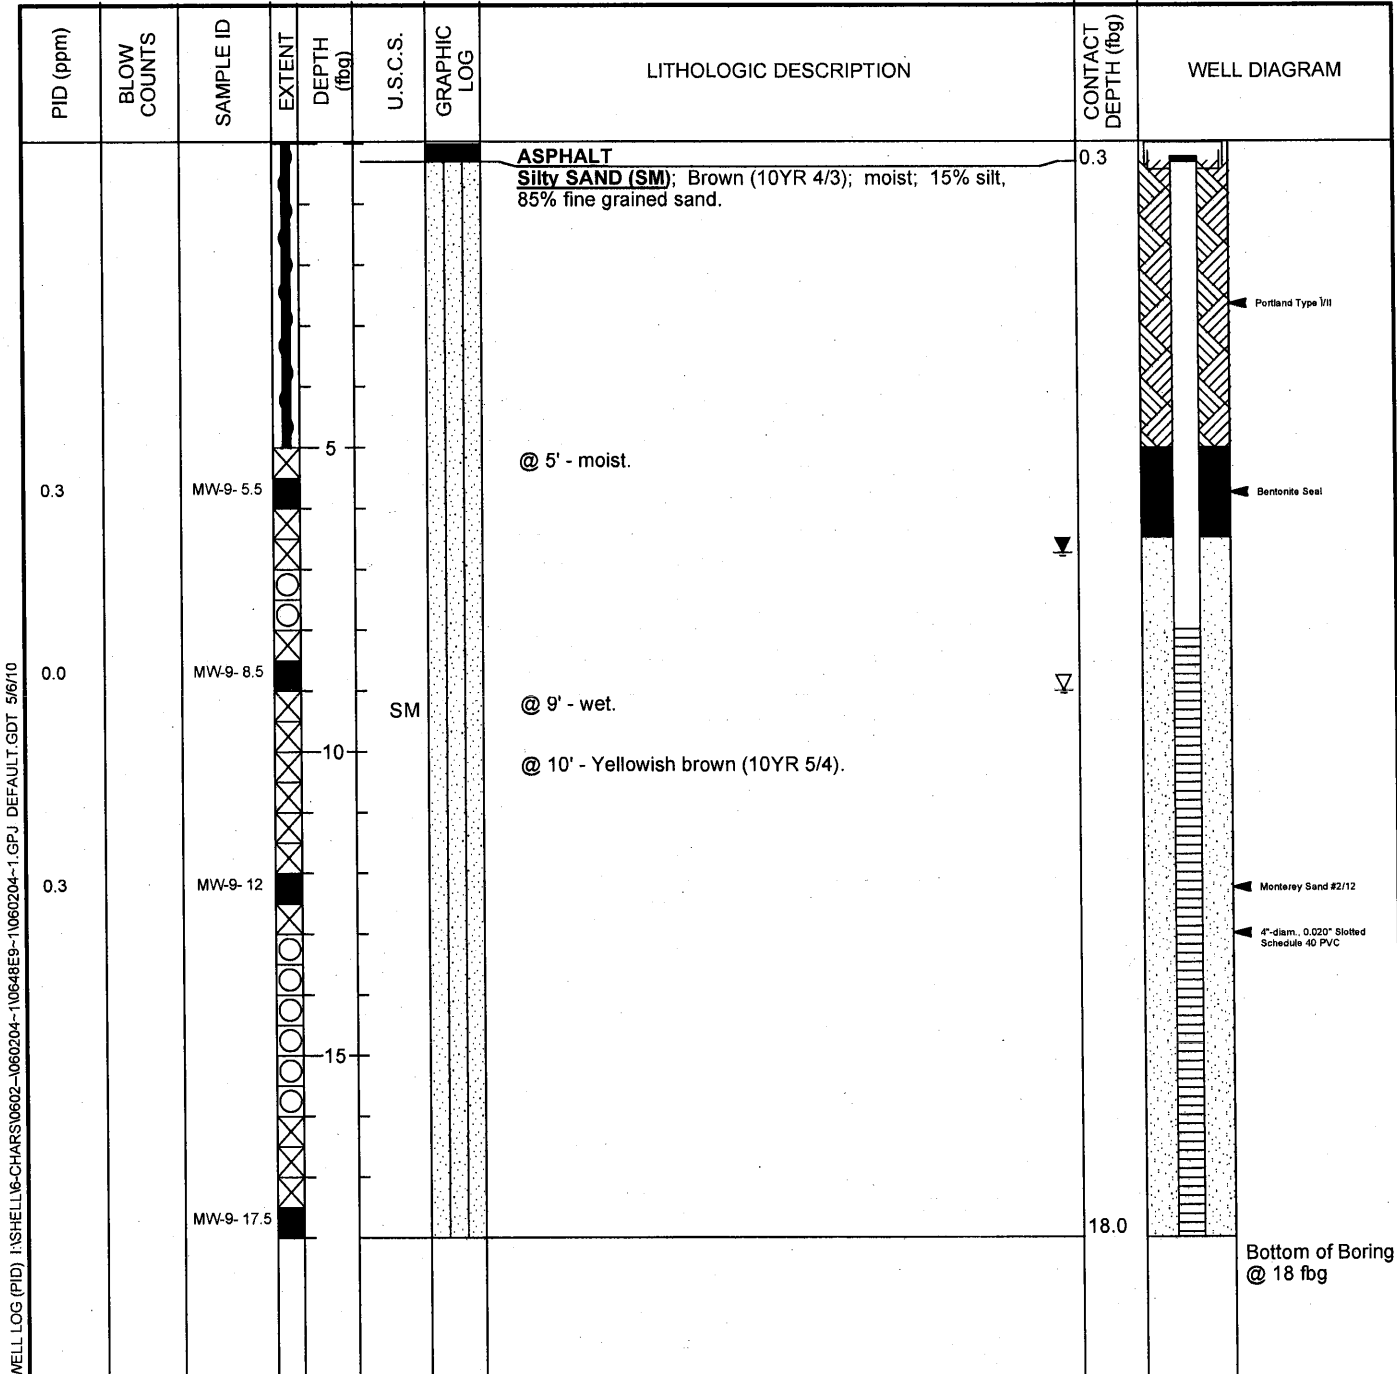 PID (ppm)
BLOW
COUNTS
SAMPLE ID
EXTENT
DEPTH
(fbg)
U.S.C.S.
GRAPHIC
LOG
LITHOLOGIC DESCRIPTION
CONTACT
DEPTH (fbg)
WELL DIAGRAM
ASPHALT
0.3
Silty SAND (SM); Brown (10YR 4/3); moist; 15% silt,
85% fine grained sand.
Portland Type I/II
5
@ 5' - moist.
0.3
MW-9- 5.5
Bentonite Seal
0.0
MW-9- 8.5
SM
@ 9' - wet.
10
@ 10' - Yellowish brown (10YR 5/4).
0.3
MW-9- 12
Monterey Sand #2/12
4"-diam., 0.020" Slotted
Schedule 40 PVC
15
MW-9- 17.5
18.0
Bottom of Boring
@ 18 fbg
WELL LOG (PID) I:\SHELL\6-CHARS\0602--\060204~1\0648E9~1\060204~1.GPJ DEFAULT.GDT 5/6/10